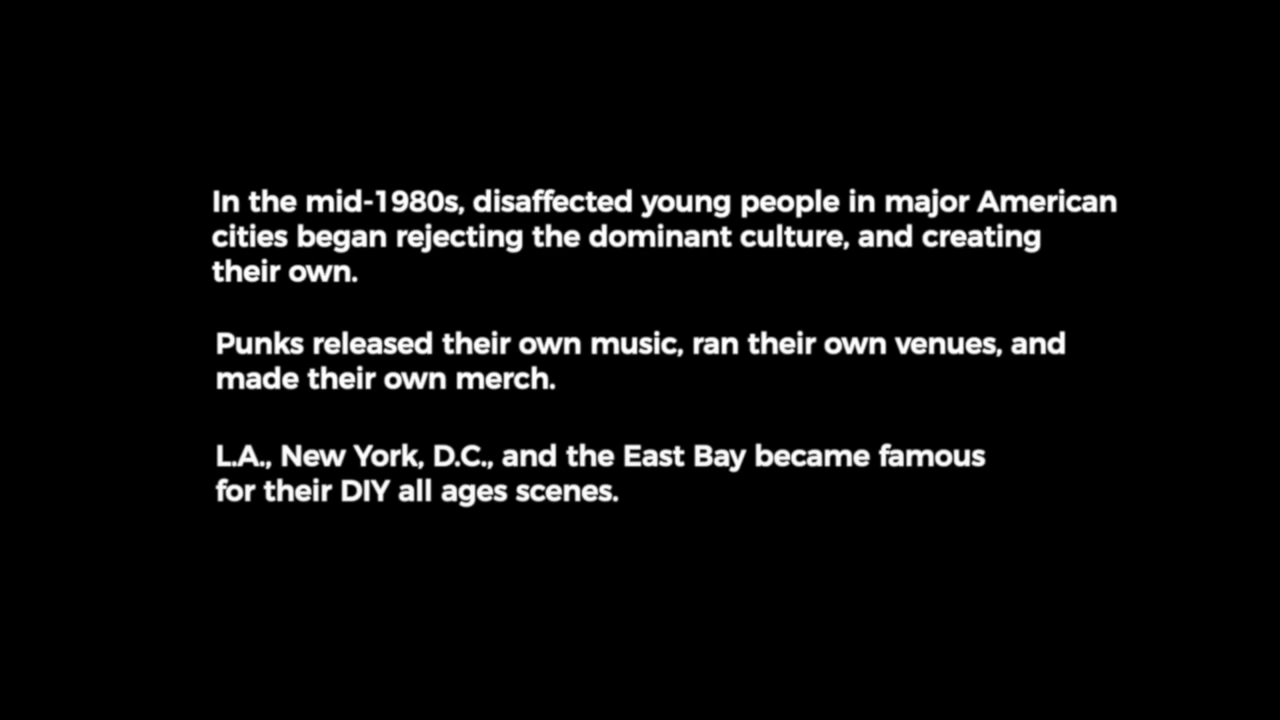 In the mid-1980s, disaffected young people in major American
cities began rejecting the dominant culture, and creating
their own.
Punks released their own music, ran their own venues, and
made their own merch.
L.A., New York, D.C., and the East Bay became famous
for their DIY all ages scenes.